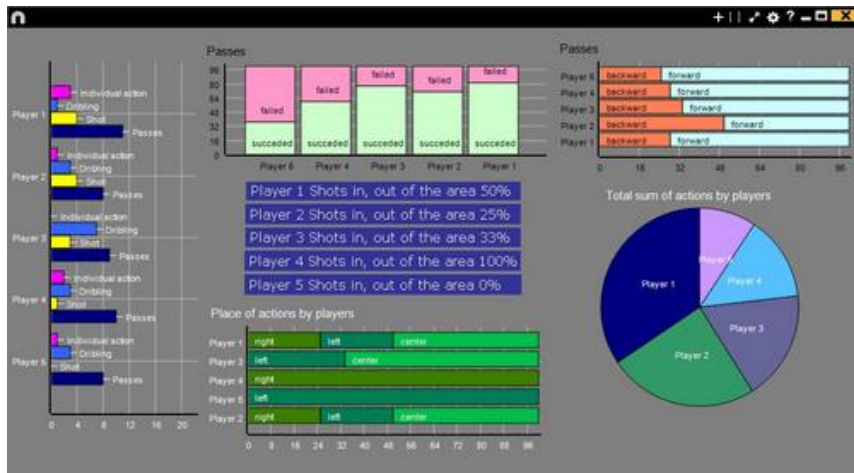 Passes
96
80
64
48
32
16
0
failed
failed
failed
failed
failed
succeded
succeded
succeded
succeded
succeded
Player 6
Player 4
Player 3
Player 2
Player 1
Passes
Player 6 backward forward
Player 4 backward forward
Player 3 backward forward
Player 2 backward forward
Player 1 backward forward
0 16 32 48 64 80 96
Player 1
Individual action
Dribling
Shot
Passes
Player 2
Individual action
Dribling
Shot
Passes
Player 3
Individual action
Dribling
Shot
Passes
Player 4
Individual action
Dribling
Shot
Passes
Individual action
Dribling
Shot
Passes
0 4 8 12 16 20
Player 1 Shots in, out of the area 50%
Player 2 Shots in, out of the area 25%
Player 3 Shots in, out of the area 33%
Player 4 Shots in, out of the area 100%
Player 5 Shots in, out of the area 0%
Place of actions by players
Player 1 right left center
Player 3 left center
Player 4 right
left
Player 2 right left center
0 8 16 24 32 40 48 56 64 72 80 88 96
Total sum of actions by players
Player 1
Player 4
Player 3
Player 2